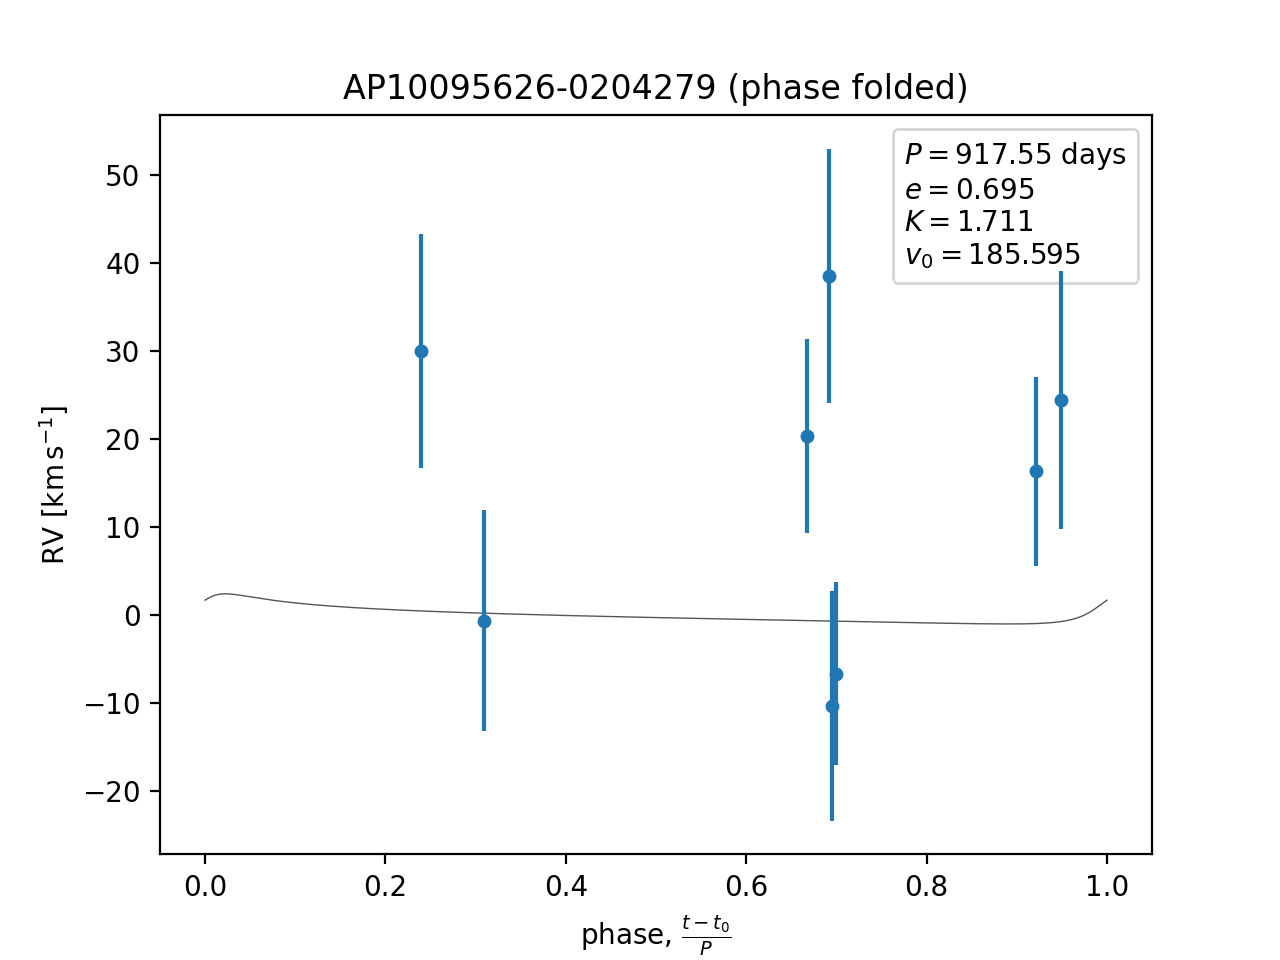 AP10095626-0204279 (phase folded)
P = 917.55 days
e = 0.695
K = 1.711
v₀ = 185.595
RV [km s⁻¹]
50
40
30
20
10
0
−10
−20
0.0 0.2 0.4 0.6 0.8 1.0
phase, (t − t₀)/P